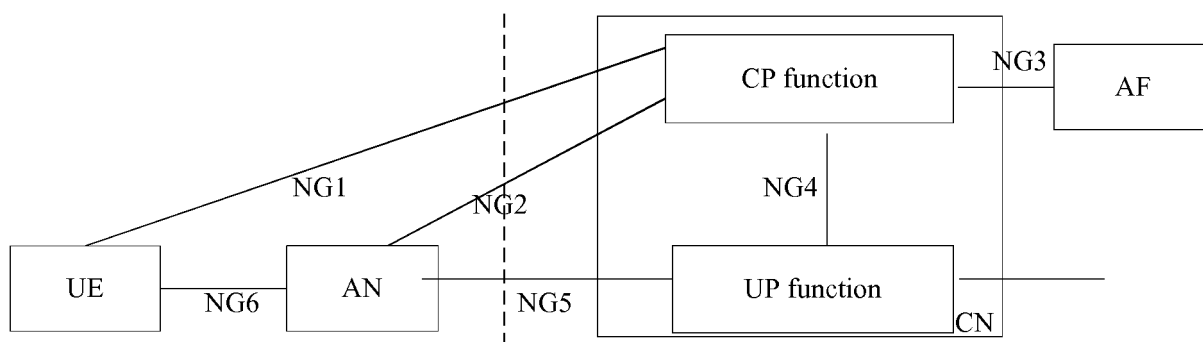 CP function
NG3
AF
NG1
NG2
NG4
UE
NG6
AN
NG5
UP function
CN